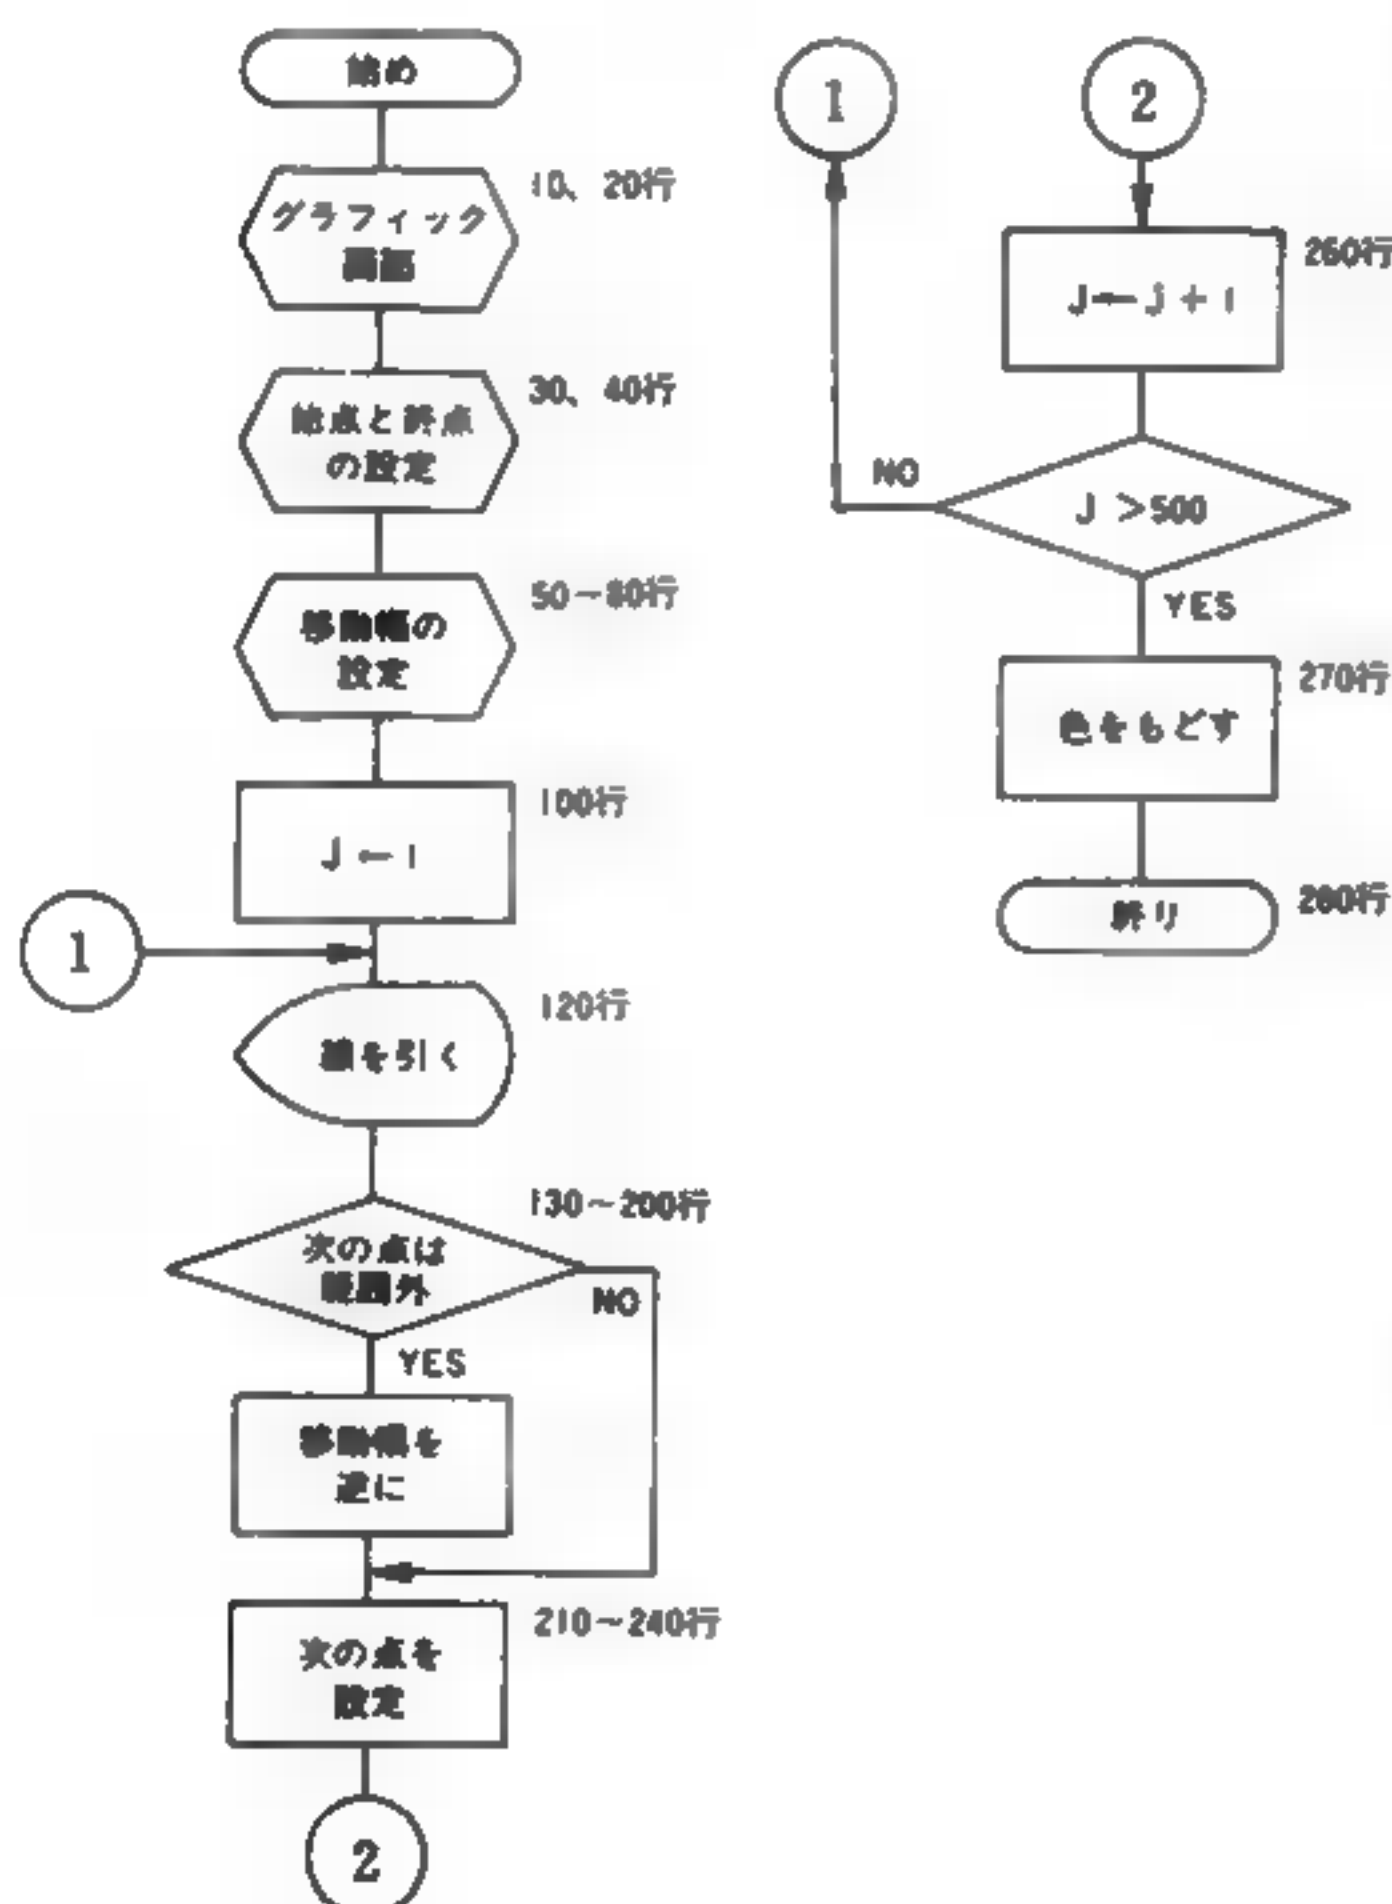 始め
10、20行
グラフィック
画面
30、40行
始点と終点
の設定
50〜80行
移動幅の
設定
100行
J←1
1
120行
線を引く
130〜200行
次の点は
範囲外
NO
YES
移動幅を
逆に
210〜240行
次の点を
設定
2
1
2
260行
J←J+1
NO
J>500
YES
270行
色をもどす
280行
終り